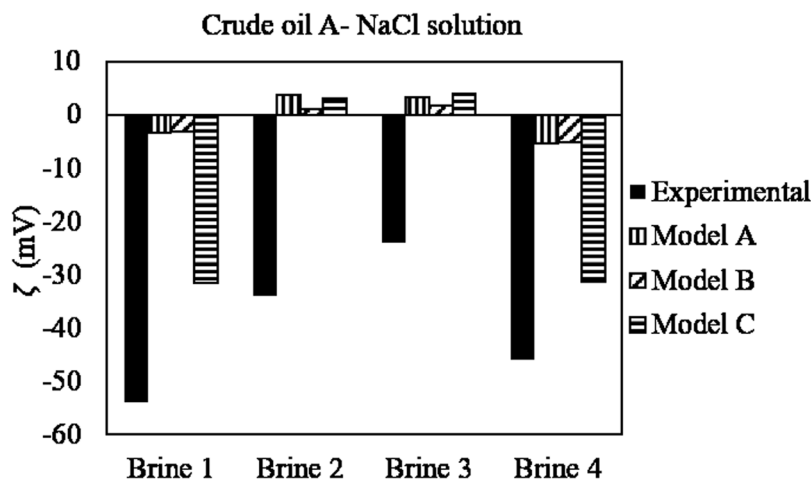 Crude oil A- NaCl solution
10
0
-10
-20
-30
-40
-50
-60
ζ (mV)
Brine 1
Brine 2
Brine 3
Brine 4
Experimental
Model A
Model B
Model C